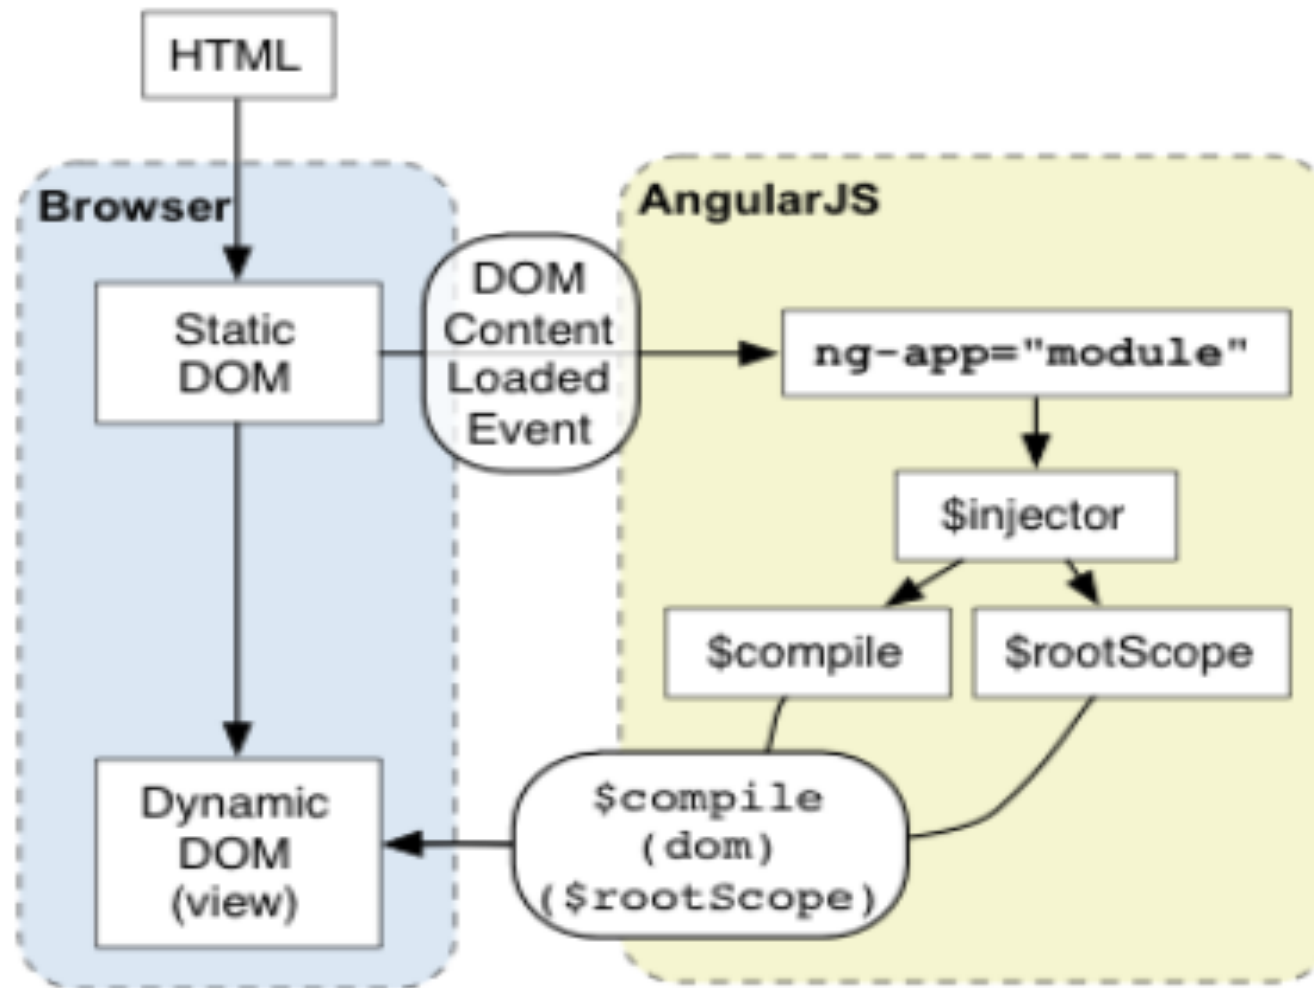 HTML
Browser
AngularJS
Static
DOM
DOM
Content
Loaded
Event
ng-app="module"
$injector
$compile
$rootScope
Dynamic
DOM
(view)
$compile
(dom)
($rootScope)